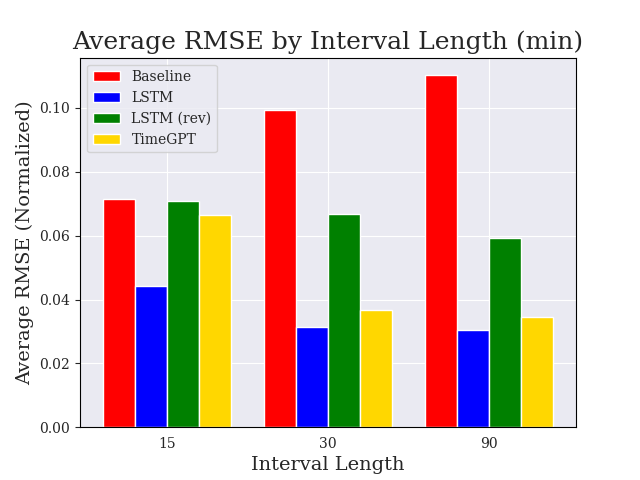 Average RMSE by Interval Length (min)
Baseline
LSTM
LSTM (rev)
TimeGPT
Average RMSE (Normalized)
0.10
0.08
0.06
0.04
0.02
0.00
15 30 90
Interval Length